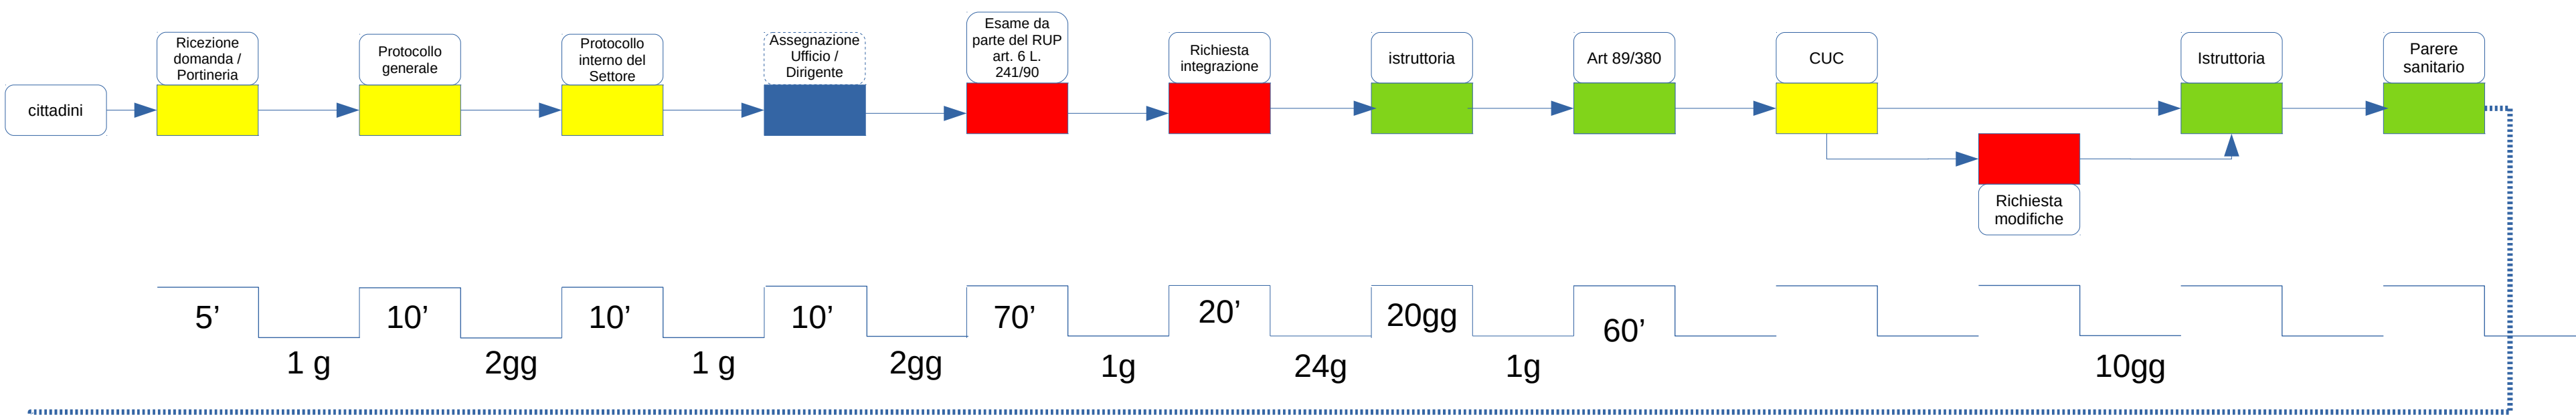 cittadini
Ricezione
domanda /
Portineria
Protocollo
generale
Protocollo
interno del
Settore
Assegnazione
Ufficio /
Dirigente
Esame da
parte del RUP
art. 6 L.
241/90
Richiesta
integrazione
istruttoria
Art 89/380
CUC
Richiesta
modifiche
Istruttoria
Parere
sanitario
5’
10’
10’
10’
70’
20’
20gg
60’
1 g
2gg
1 g
2gg
1g
24g
1g
10gg